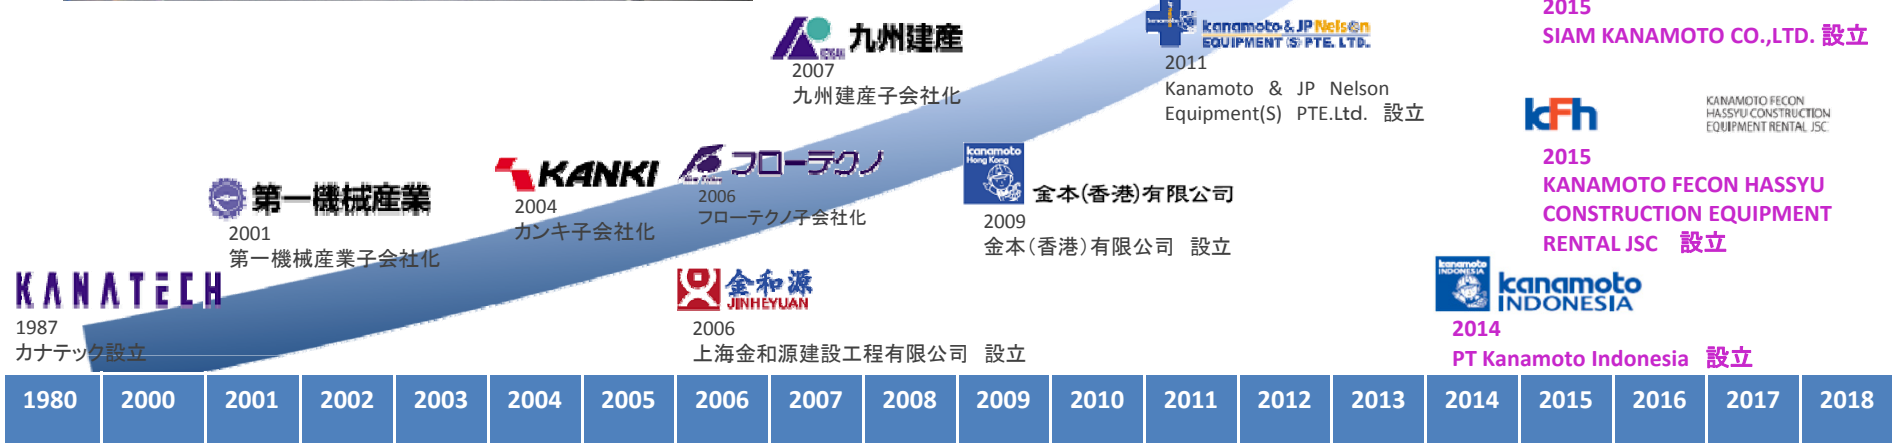 2015
SIAM KANAMOTO CO.,LTD. 設立
kanamoto & JP Nelson
EQUIPMENT (S) PTE. LTD.
2011
Kanamoto & JP Nelson
Equipment(S) PTE.Ltd. 設立
九州建産
2007
九州建産子会社化
kFh
KANAMOTO FECON
HASSYU CONSTRUCTION
EQUIPMENT RENTAL JSC
2015
KANAMOTO FECON HASSYU
CONSTRUCTION EQUIPMENT
RENTAL JSC 設立
第一機械産業
2001
第一機械産業子会社化
KANKI
2004
カンキ子会社化
フローテクノ
2006
フローテクノ子会社化
kanamoto
Hong Kong
金本(香港)有限公司
2009
金本(香港)有限公司 設立
KANATECH
1987
カナテック設立
金和源
JINHEYUAN
2006
上海金和源建設工程有限公司 設立
kanamoto
INDONESIA
kanamoto
INDONESIA
2014
PT Kanamoto Indonesia 設立
1980 2000 2001 2002 2003 2004 2005 2006 2007 2008 2009 2010 2011 2012 2013 2014 2015 2016 2017 2018